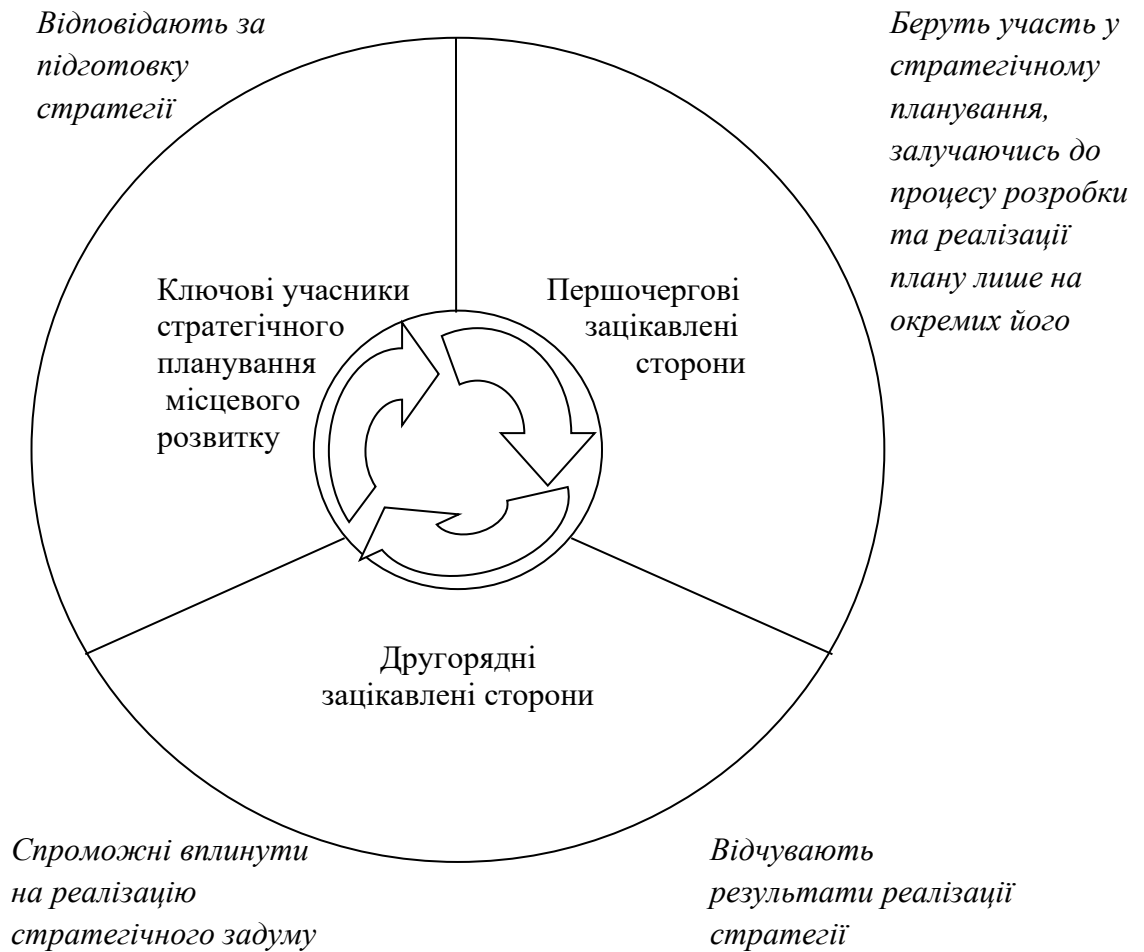 Відповідають за
підготовку
стратегії
Беруть участь у
стратегічному
планування,
залучаючись до
процесу розробки
та реалізації
плану лише на
окремих його
Ключові учасники
стратегічного
планування
місцевого
розвитку
Першочергові
зацікавлені
сторони
Другорядні
зацікавлені сторони
Спроможні вплинути
на реалізацію
стратегічного задуму
Відчувають
результати реалізації
стратегії